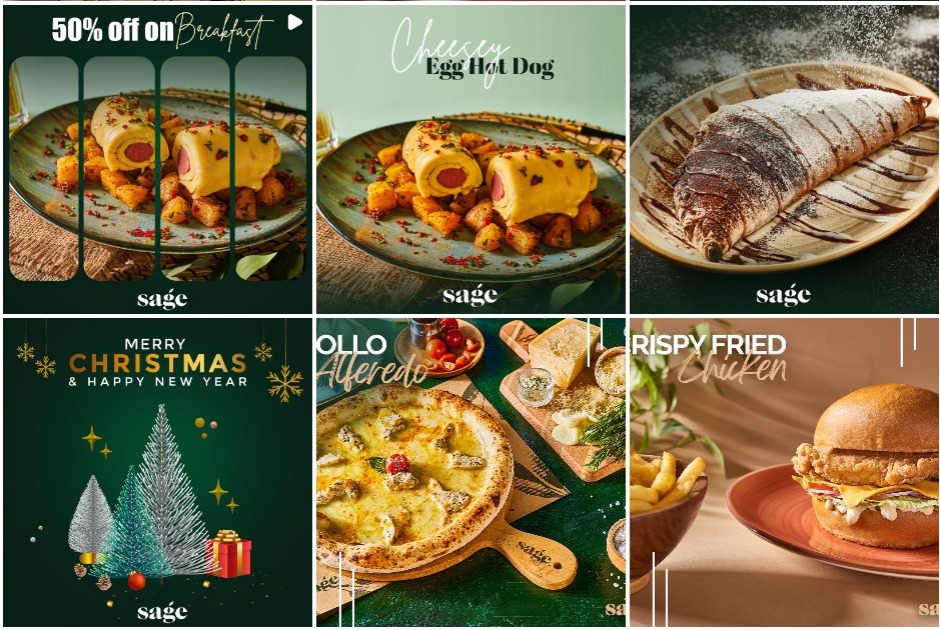 50% off on Breakfast
sage
Cheesey
Egg Hot Dog
sage
sage
MERRY
CHRISTMAS
& HAPPY NEW YEAR
sage
OLLO
Alferedo
sage
sa
RISPY FRIED
Chicken
sa